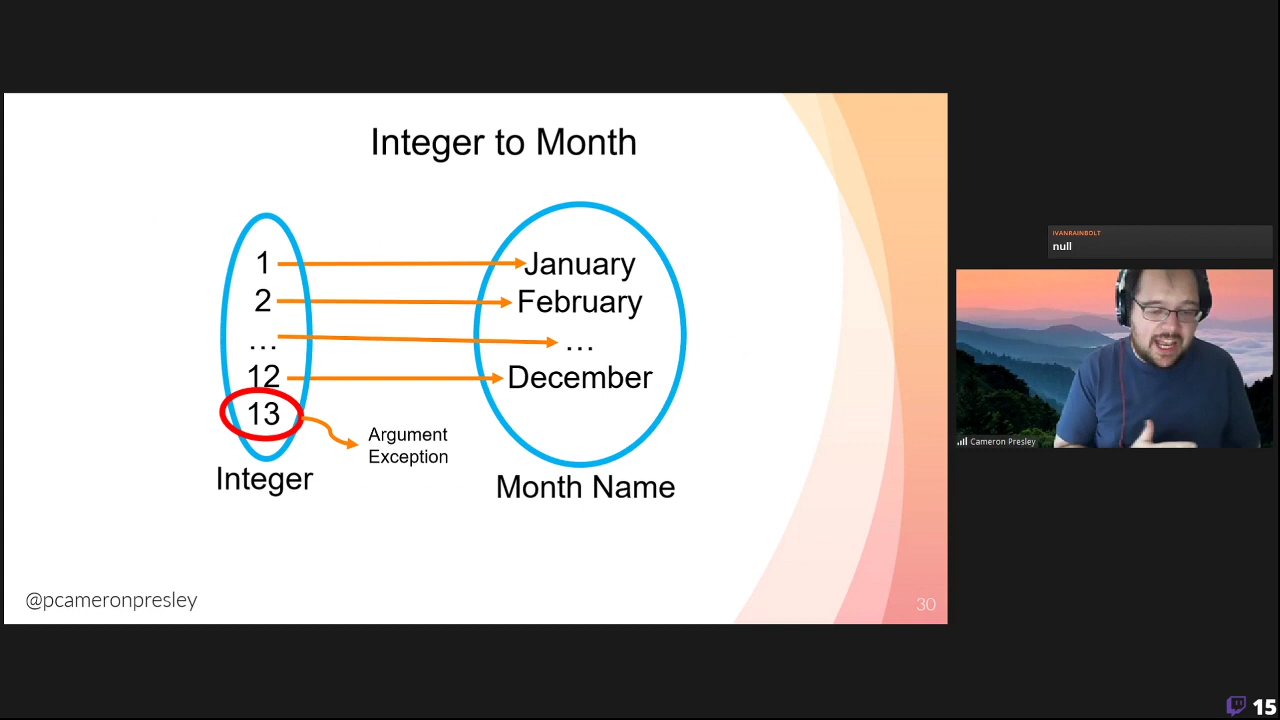 Integer to Month
1
January
2
February
...
...
12
December
13
Argument
Exception
Integer
Month Name
@pcameronpresley
30
IVANRAINBOLT
null
Cameron Presley
15